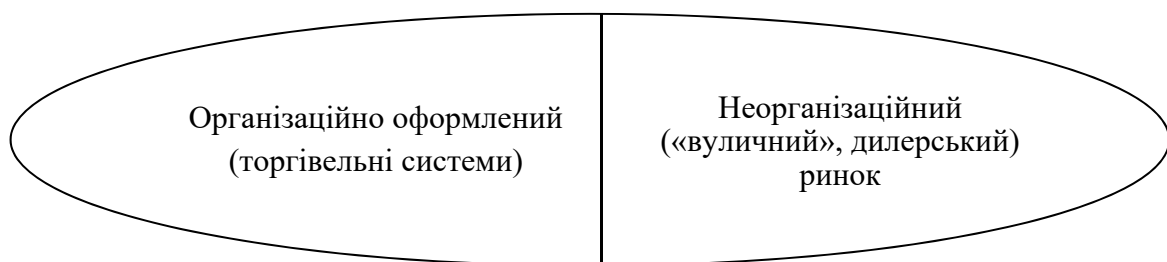 Організаційно оформлений
(торгівельні системи)
Неорганізаційний
(«вуличний», дилерський)
ринок